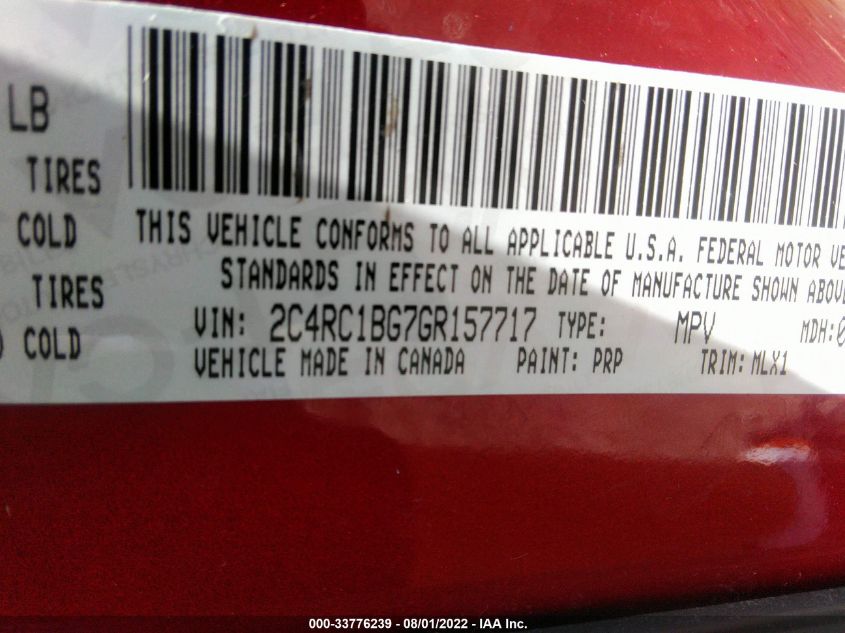 LB
TIRES
COLD
TIRES
COLD
THIS VEHICLE CONFORMS TO ALL APPLICABLE U.S.A. FEDERAL MOTOR
STANDARDS IN EFFECT ON THE DATE OF MANUFACTURE SHOWN ABOVE
VIN: 2C4RC1BG7GR157717 TYPE: MPV MDH:0
VEHICLE MADE IN CANADA PAINT: PRP TRIM: MLX1
000-33776239 - 08/01/2022 - IAA Inc.